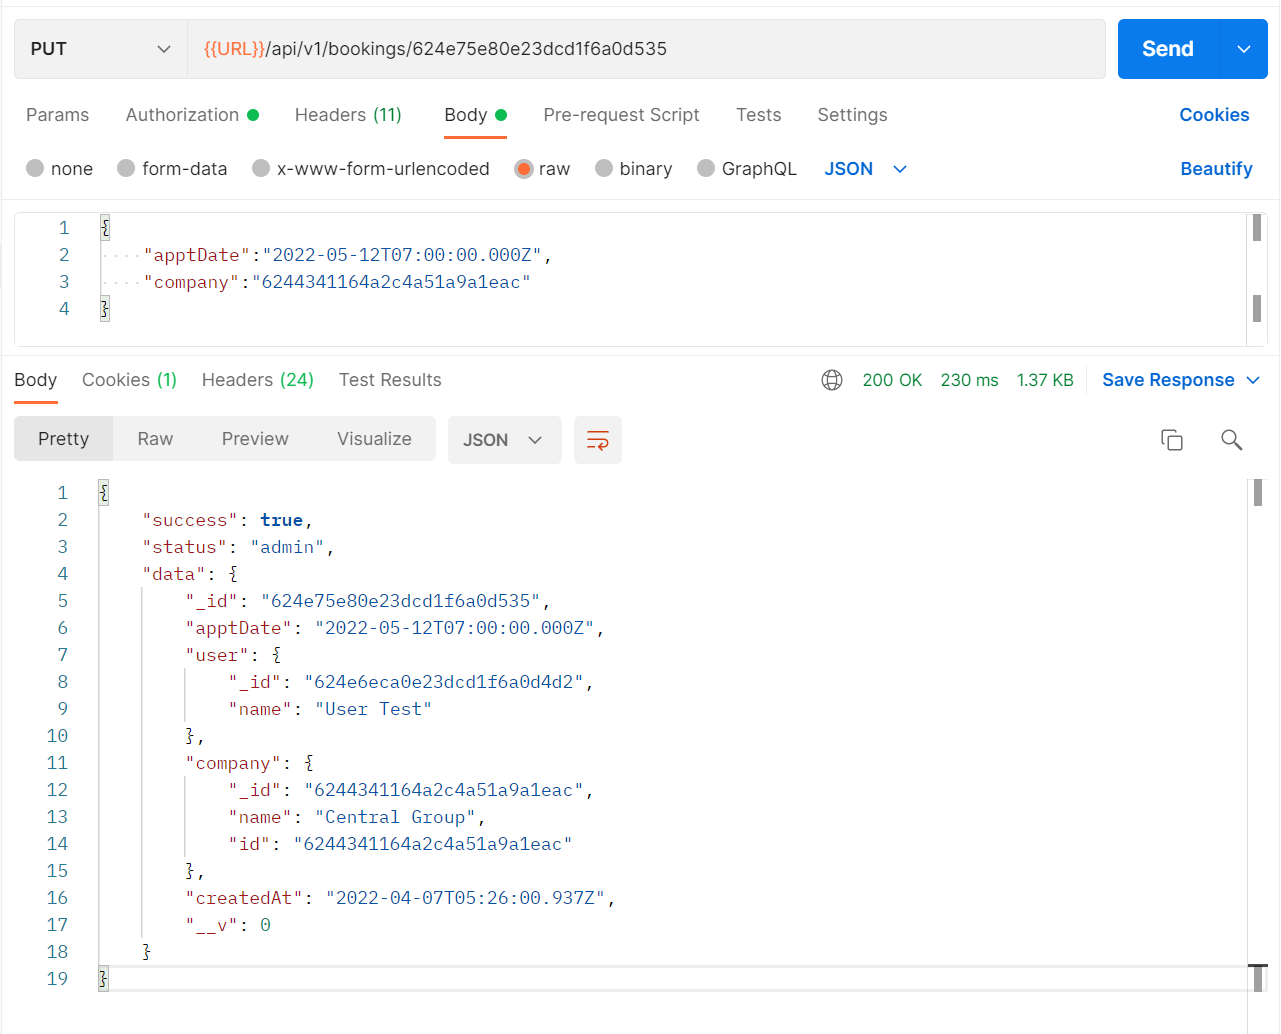 PUT {{URL}}/api/v1/bookings/624e75e80e23dcd1f6a0d535 Send
Params Authorization Headers (11) Body Pre-request Script Tests Settings Cookies
none form-data x-www-form-urlencoded raw binary GraphQL JSON Beautify
1 {
2 "apptDate":"2022-05-12T07:00:00.000Z",
3 "company":"6244341164a2c4a51a9a1eac"
4 }
Body Cookies (1) Headers (24) Test Results 200 OK 230 ms 1.37 KB Save Response
Pretty Raw Preview Visualize JSON
1 {
2 "success": true,
3 "status": "admin",
4 "data": {
5 "_id": "624e75e80e23dcd1f6a0d535",
6 "apptDate": "2022-05-12T07:00:00.000Z",
7 "user": {
8 "_id": "624e6eca0e23dcd1f6a0d4d2",
9 "name": "User Test"
10 },
11 "company": {
12 "_id": "6244341164a2c4a51a9a1eac",
13 "name": "Central Group",
14 "id": "6244341164a2c4a51a9a1eac"
15 },
16 "createdAt": "2022-04-07T05:26:00.937Z",
17 "__v": 0
18 }
19 }